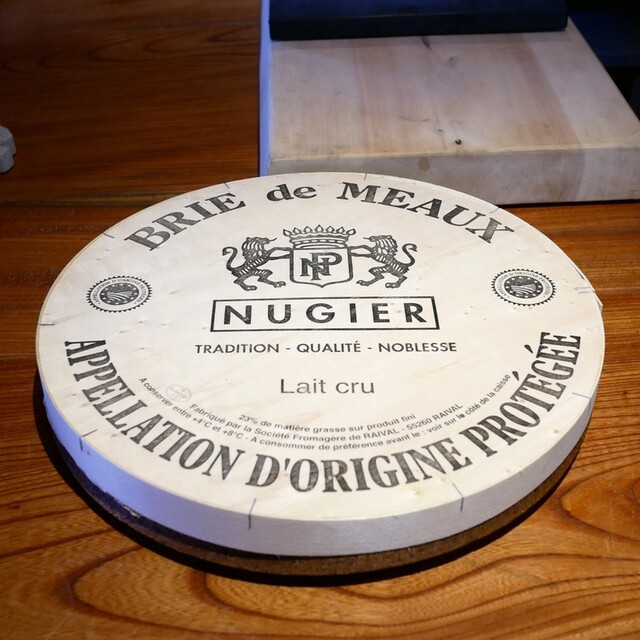 BRIE de MEAUX
NP
NUGIER
TRADITION - QUALITÉ - NOBLESSE
Lait cru
23% de matière grasse sur produit fini
Fabriqué par la Société Fromagère de RAIVAL - 55260 RAIVAL
A conserver entre +4°C et +8°C - A consommer de préférence avant le : voir sur le côté de la caisse
APPELLATION D'ORIGINE PROTÉGÉE